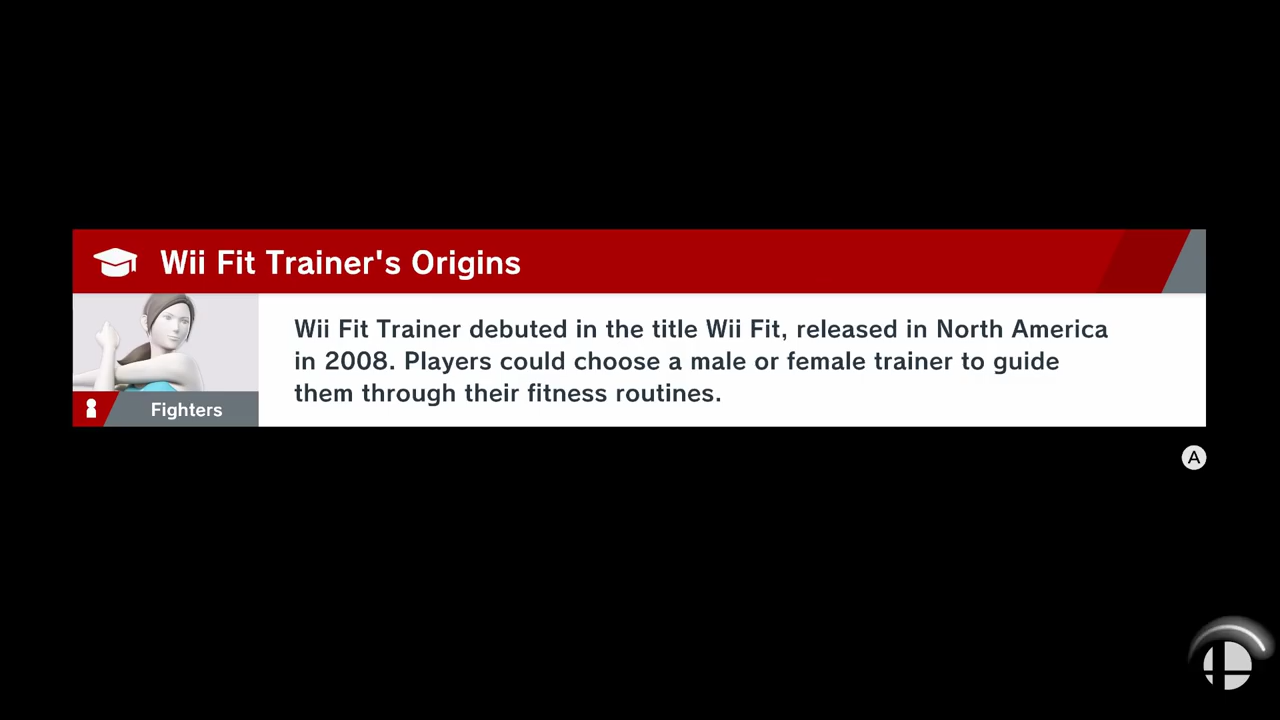 Wii Fit Trainer's Origins
Wii Fit Trainer debuted in the title Wii Fit, released in North America
in 2008. Players could choose a male or female trainer to guide
them through their fitness routines.
Fighters
A